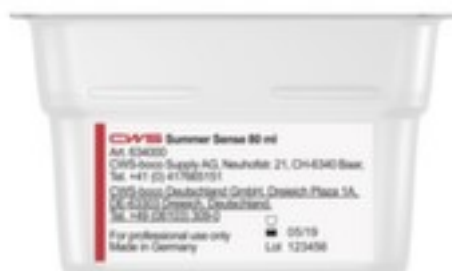 CWS Summer Sense 80 ml
Art. 634000
CWS-boco Supply AG, Neuhofstr. 21, CH-6340 Baar,
Tel. +41 (0) 417665151
CWS-boco Deutschland GmbH, Dreieich Plaza 1A,
DE-63303 Dreieich, Deutschland,
Tel. +49 (06103) 309-0
For professional use only
Made in Germany
05/19
Lot 123456